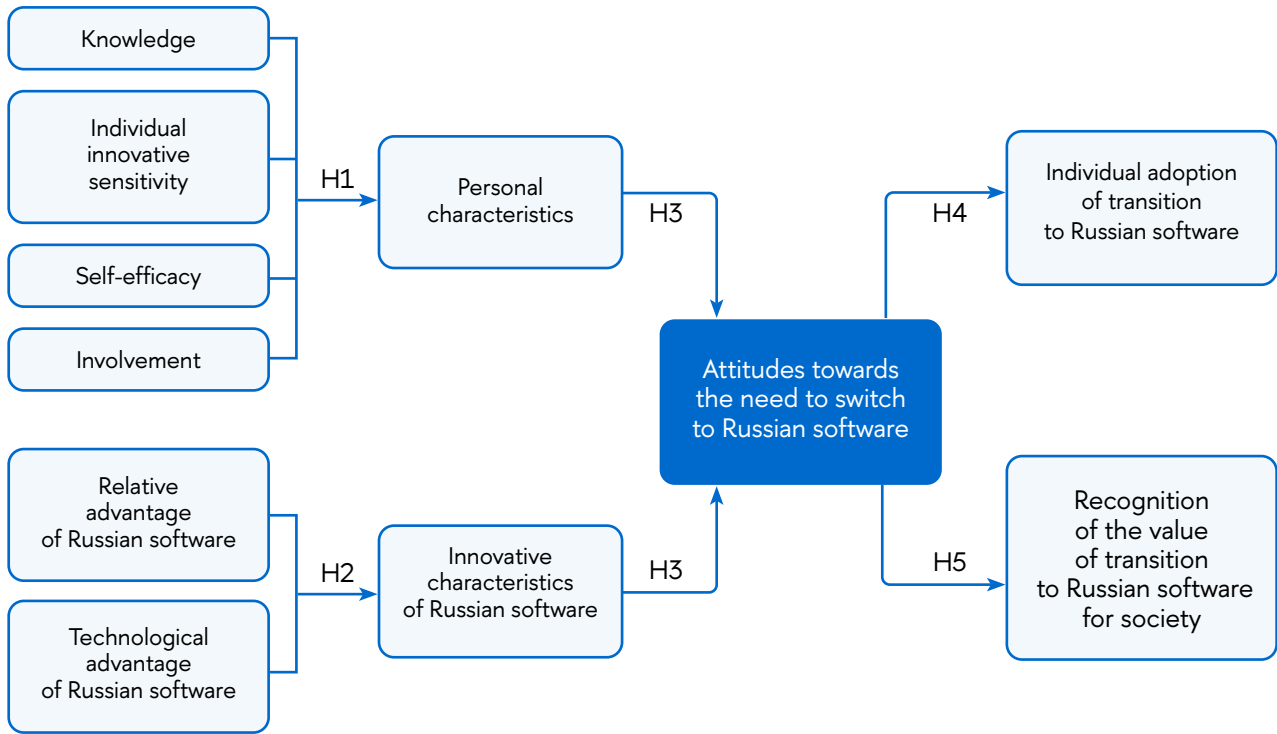 Knowledge
Individual
innovative
sensitivity
Self-efficacy
Involvement
H1
Personal
characteristics
H3
Relative
advantage
of Russian software
Technological
advantage
of Russian software
H2
Innovative
characteristics
of Russian software
H3
Attitudes towards
the need to switch
to Russian software
H4
Individual adoption
of transition
to Russian software
H5
Recognition
of the value
of transition
to Russian software
for society